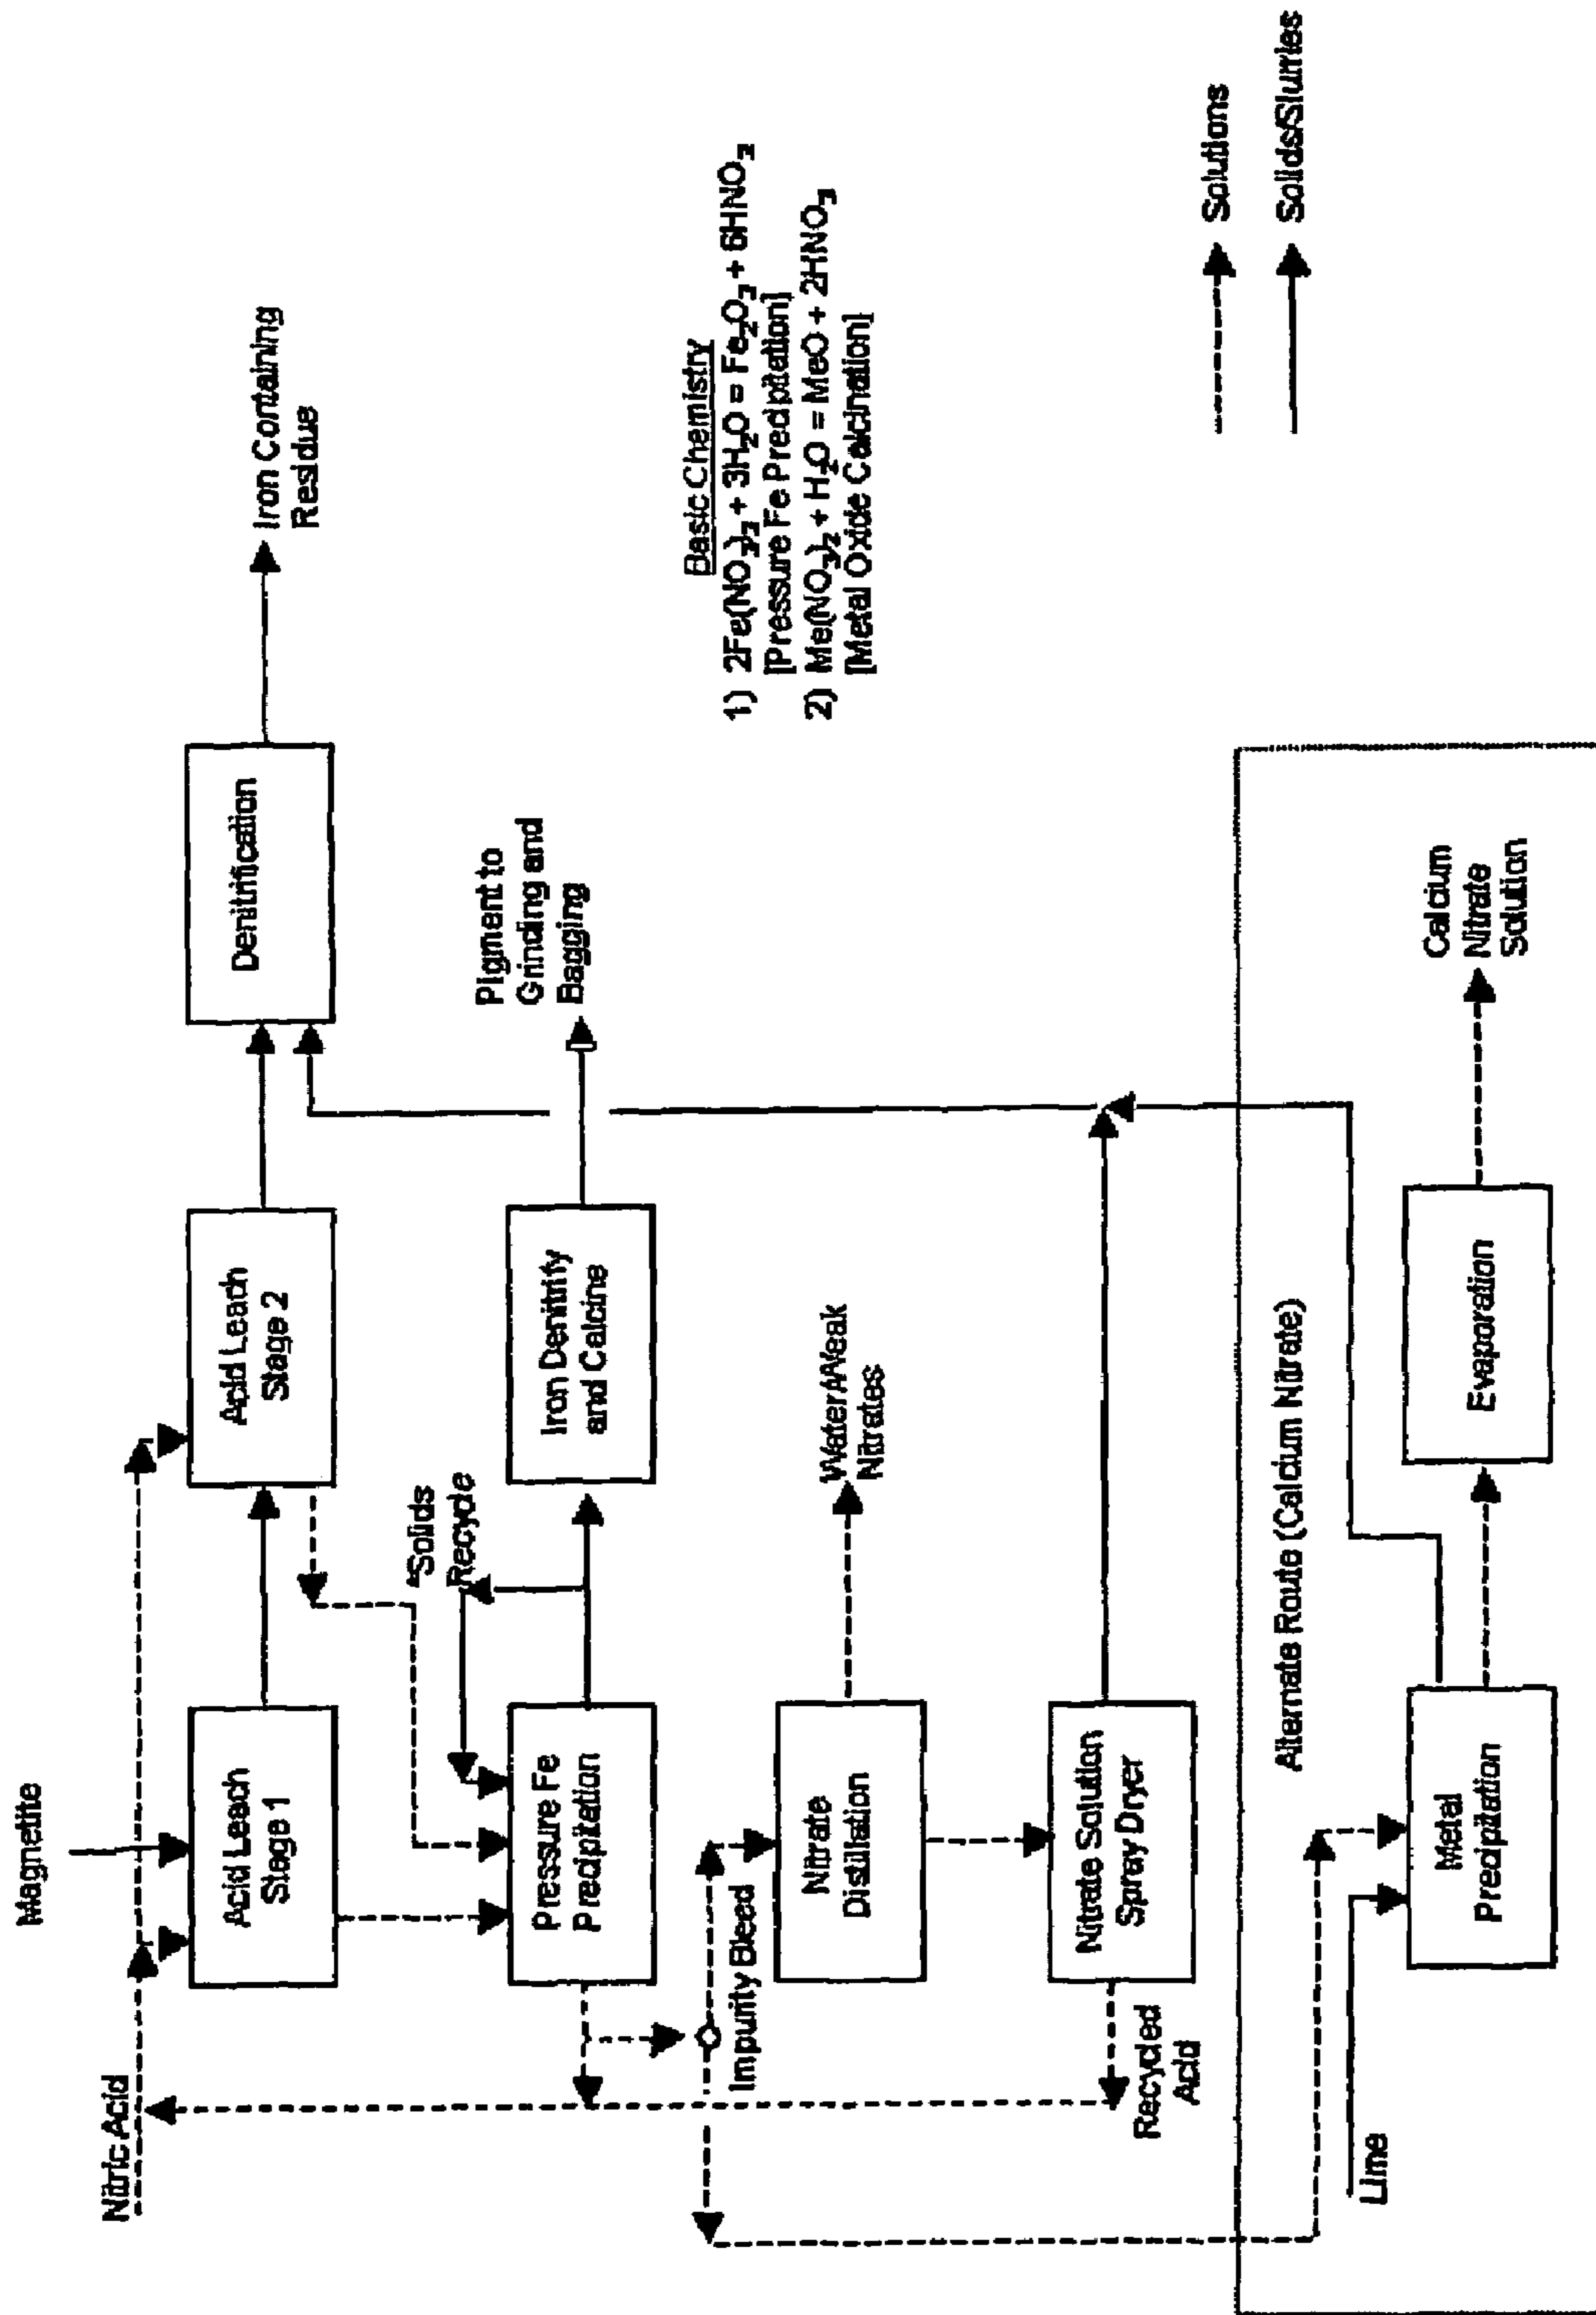 Magnetite
Nitric Acid
Acid Leach
Stage 1
Acid Leach
Stage 2
Denitrification
Iron Containing
Residue
*Solids
Recycle
Pressure Fe
Precipitation
Iron Denitrify
and Calcine
Pigment to
Grinding and
Bagging
Impurity Bleed
Nitrate
Distillation
Water/Weak
Nitrates
Basic Chemistry
1) 2Fe(NO₃)₃ + 3H₂O = Fe₂O₃ + 6HNO₃
[Pressure Fe Precipitation]
2) Me(NO₃)₂ + H₂O = MeO + 2HNO₃
[Metal Oxide Calcination]
Nitrate Solution
Spray Dryer
Recycled
Acid
Solutions
Solids/Slurries
Alternate Route (Calcium Nitrate)
Lime
Metal
Precipitation
Evaporation
Calcium
Nitrate
Solution